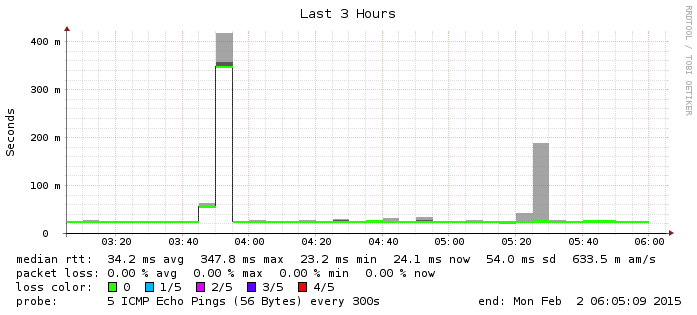 Last 3 Hours
RRDTOOL / TOBI OETIKER
Seconds
400 m
300 m
200 m
100 m
0
03:20 03:40 04:00 04:20 04:40 05:00 05:20 05:40 06:00
median rtt: 34.2 ms avg 347.8 ms max 23.2 ms min 24.1 ms now 54.0 ms sd 633.5 m am/s
packet loss: 0.00 % avg 0.00 % max 0.00 % min 0.00 % now
loss color: 0 1/5 2/5 3/5 4/5
probe: 5 ICMP Echo Pings (56 Bytes) every 300s end: Mon Feb 2 06:05:09 2015